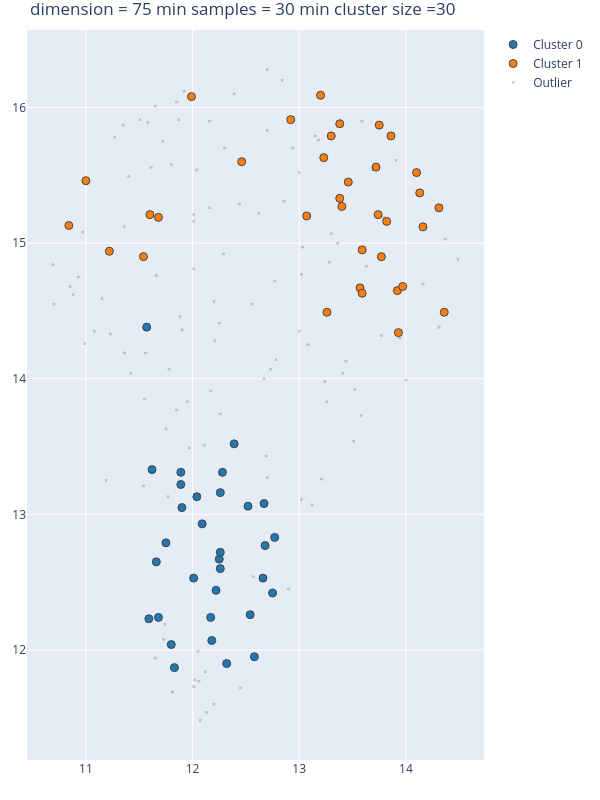 dimension = 75 min samples = 30 min cluster size =30
Cluster 0
Cluster 1
Outlier
16
15
14
13
12
11 12 13 14